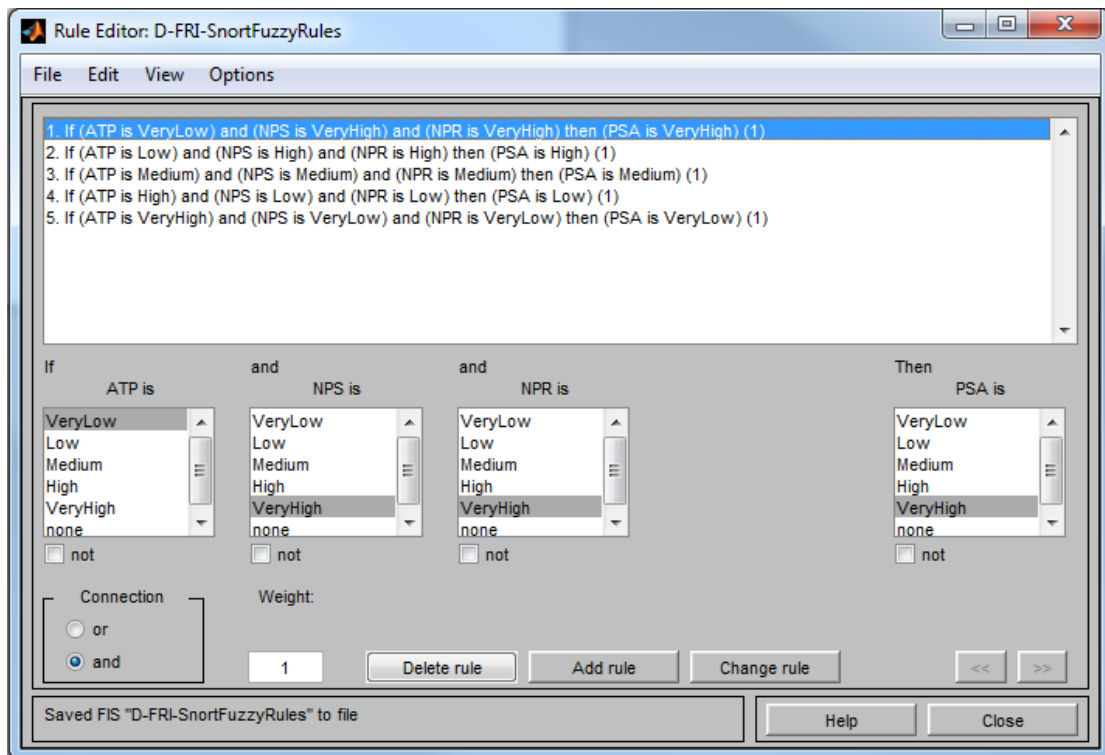 Rule Editor: D-FRI-SnortFuzzyRules
File Edit View Options
1. If (ATP is VeryLow) and (NPS is VeryHigh) and (NPR is VeryHigh) then (PSA is VeryHigh) (1)
2. If (ATP is Low) and (NPS is High) and (NPR is High) then (PSA is High) (1)
3. If (ATP is Medium) and (NPS is Medium) and (NPR is Medium) then (PSA is Medium) (1)
4. If (ATP is High) and (NPS is Low) and (NPR is Low) then (PSA is Low) (1)
5. If (ATP is VeryHigh) and (NPS is VeryLow) and (NPR is VeryLow) then (PSA is VeryLow) (1)
If and and Then
ATP is NPS is NPR is PSA is
VeryLow VeryLow VeryLow VeryLow
Low Low Low Low
Medium Medium Medium Medium
High High High High
VeryHigh VeryHigh VeryHigh VeryHigh
none none none none
not not not not
Connection Weight:
or
and 1 Delete rule Add rule Change rule << >>
Saved FIS "D-FRI-SnortFuzzyRules" to file Help Close